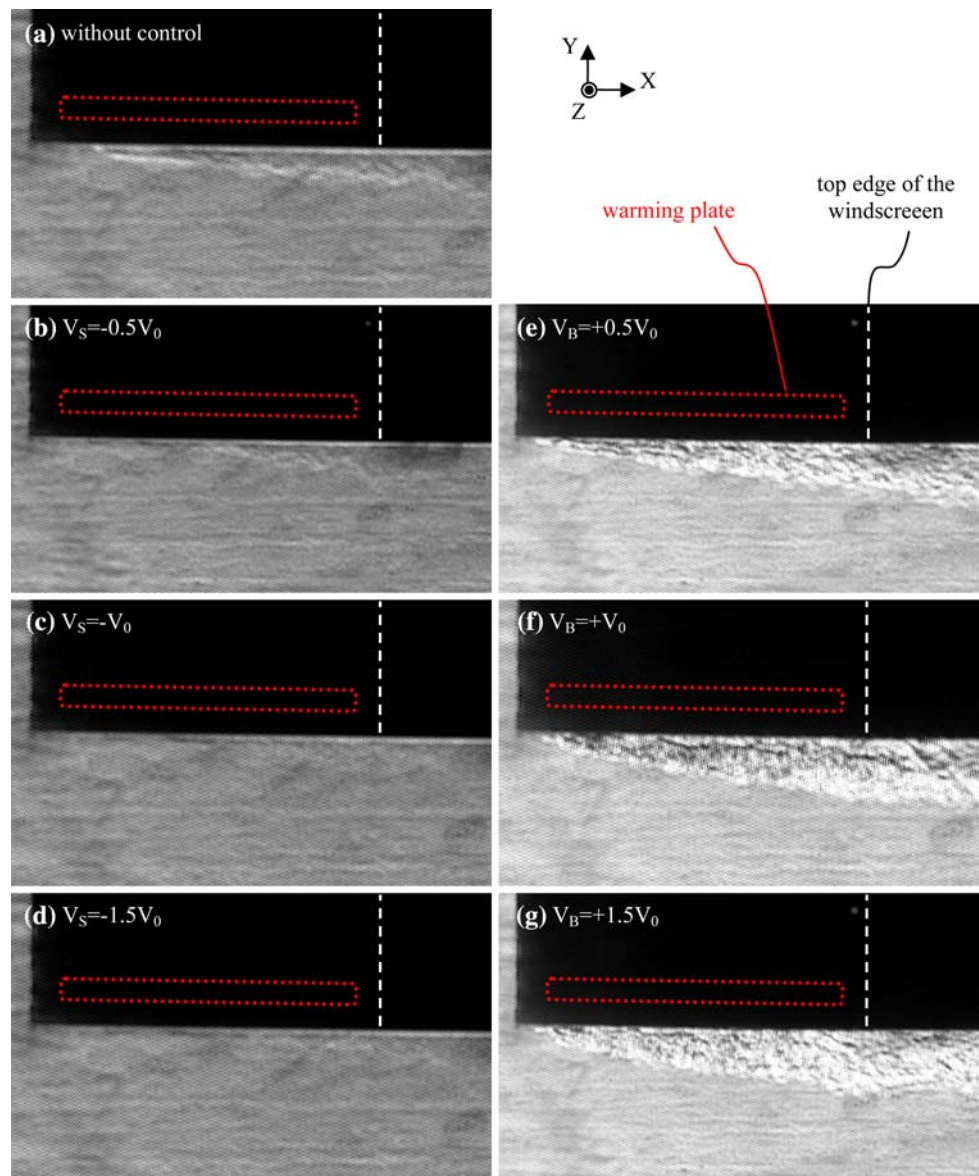 (a) without control
Y
X
Z
top edge of the
windscreeen
warming plate
(b) V_S=-0.5V_0
(e) V_B=+0.5V_0
(c) V_S=-V_0
(f) V_B=+V_0
(d) V_S=-1.5V_0
(g) V_B=+1.5V_0